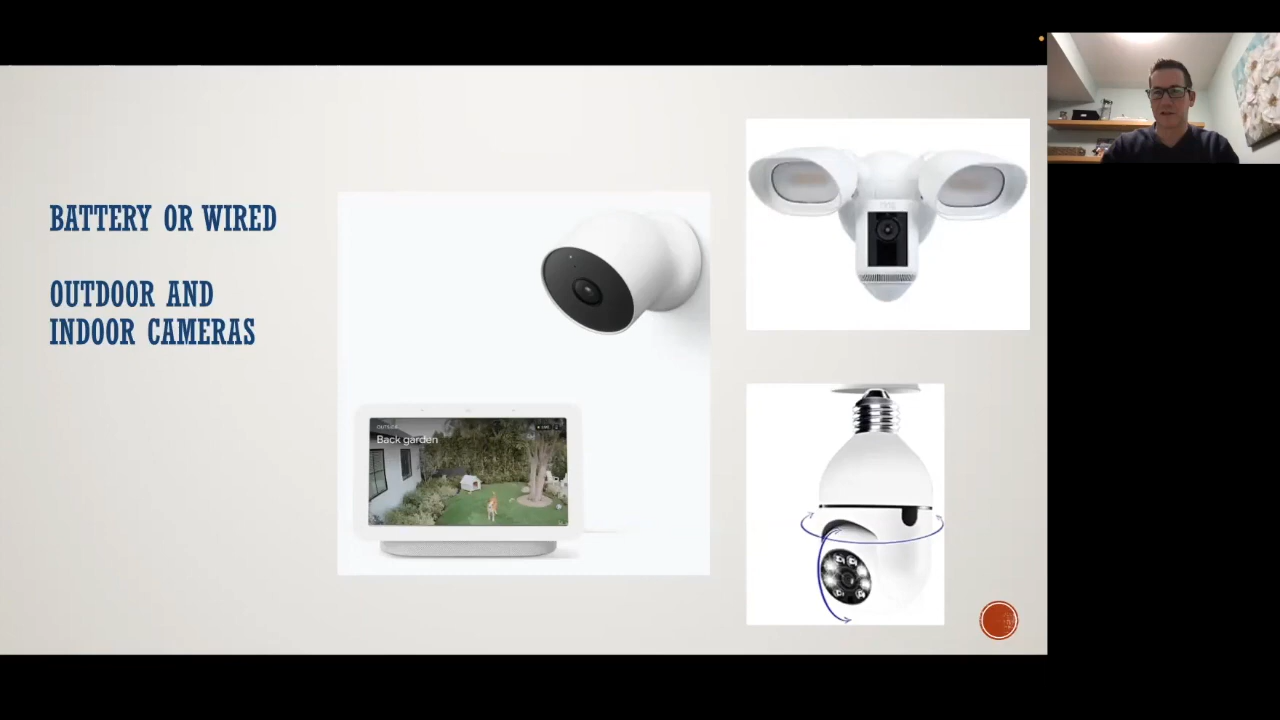 BATTERY OR WIRED
OUTDOOR AND
INDOOR CAMERAS
Back garden